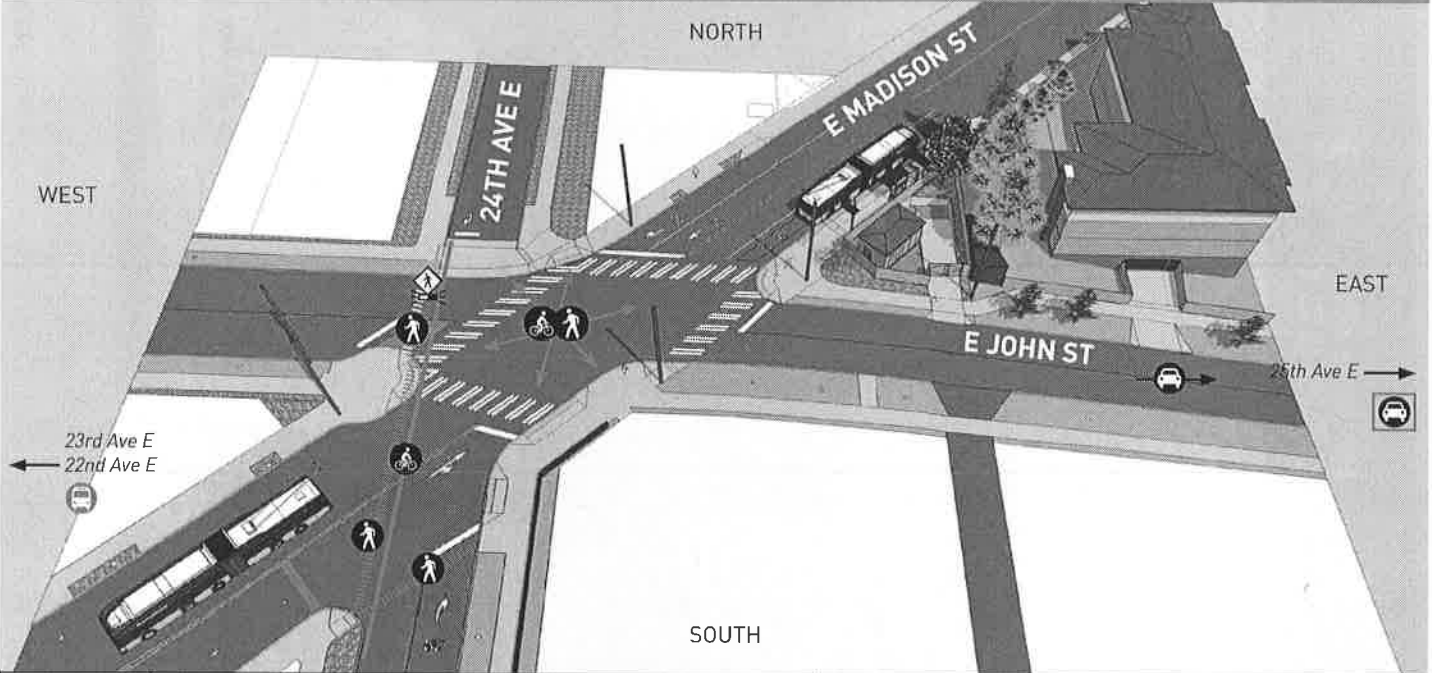 NORTH
E MADISON ST
24TH AVE E
WEST
EAST
E JOHN ST
25th Ave E
23rd Ave E
22nd Ave E
SOUTH